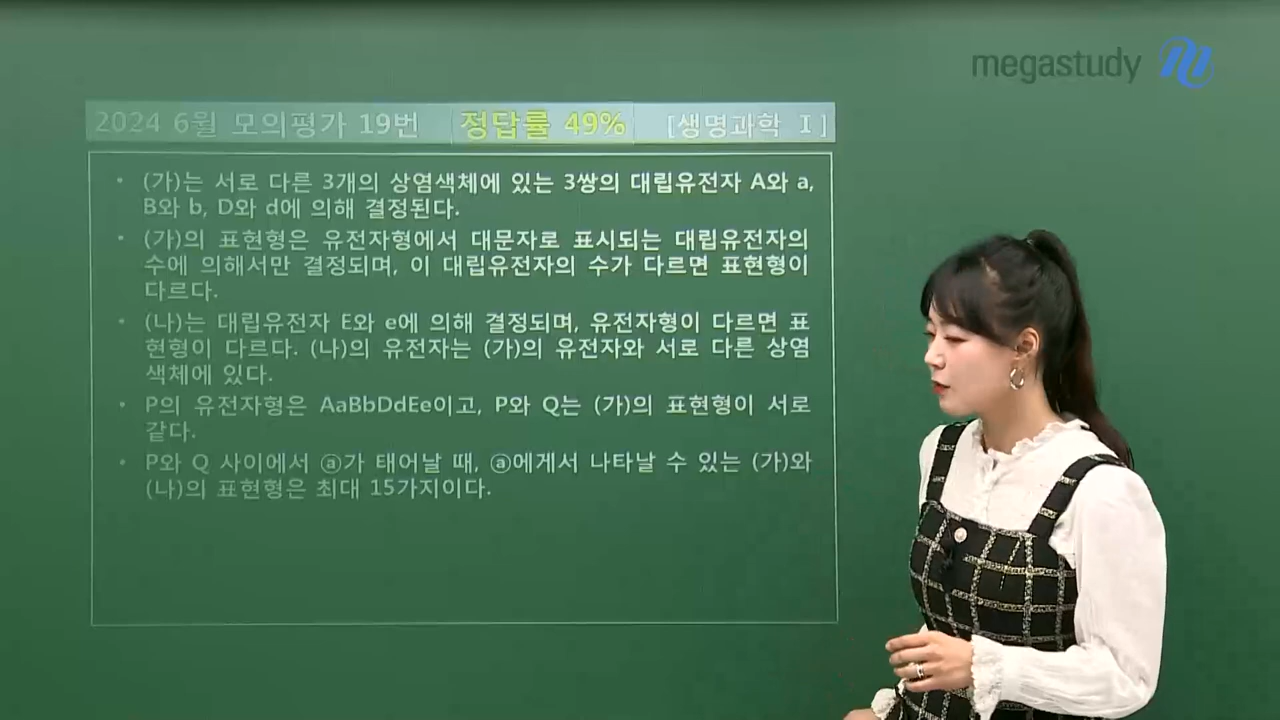 megastudy
2024 6월 모의평가 19번 정답률 49% [생명과학 Ⅰ]
• (가)는 서로 다른 3개의 상염색체에 있는 3쌍의 대립유전자 A와 a,
B와 b, D와 d에 의해 결정된다.
• (가)의 표현형은 유전자형에서 대문자로 표시되는 대립유전자의
수에 의해서만 결정되며, 이 대립유전자의 수가 다르면 표현형이
다르다.
• (나)는 대립유전자 E와 e에 의해 결정되며, 유전자형이 다르면 표
현형이 다르다. (나)의 유전자는 (가)의 유전자와 서로 다른 상염
색체에 있다.
• P의 유전자형은 AaBbDdEe이고, P와 Q는 (가)의 표현형이 서로
같다.
• P와 Q 사이에서 ⓐ가 태어날 때, ⓐ에게서 나타날 수 있는 (가)와
(나)의 표현형은 최대 15가지이다.